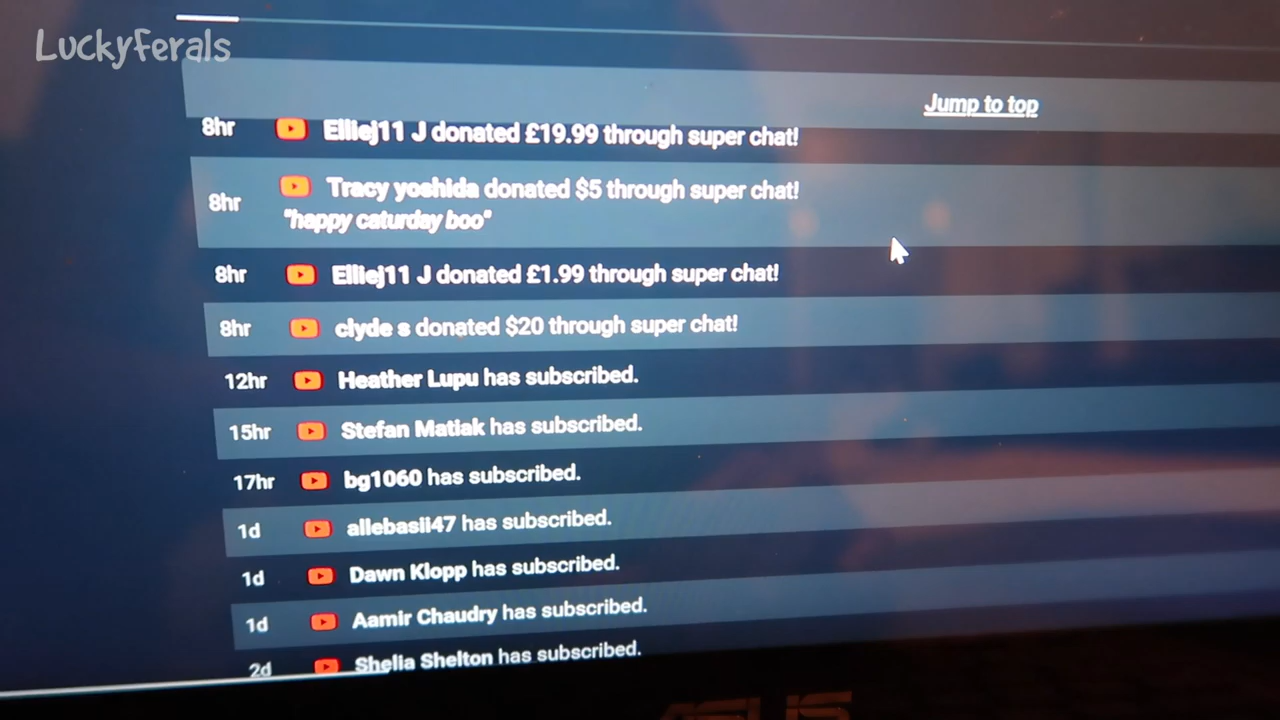 LuckyFerals
Jump to top
8hr Elliej11 J donated £19.99 through super chat!
8hr Tracy yoshida donated $5 through super chat!
"happy caturday boo"
8hr Elliej11 J donated £1.99 through super chat!
8hr clyde s donated $20 through super chat!
12hr Heather Lupu has subscribed.
15hr Stefan Matiak has subscribed.
17hr bg1060 has subscribed.
1d allebasii47 has subscribed.
1d Dawn Klopp has subscribed.
1d Aamir Chaudry has subscribed.
2d Shelia Shelton has subscribed.
ASUS